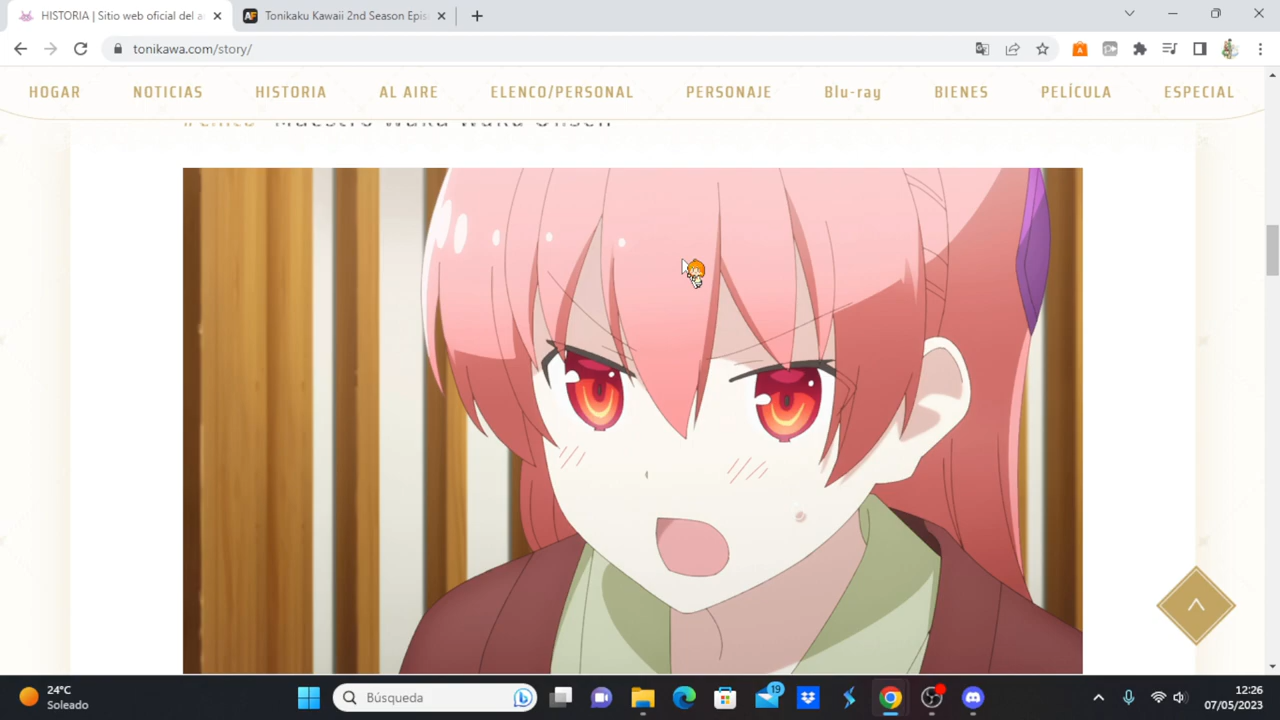 HISTORIA | Sitio web oficial del a
Tonikaku Kawaii 2nd Season Epis
tonikawa.com/story/
HOGAR NOTICIAS HISTORIA AL AIRE ELENCO/PERSONAL PERSONAJE Blu-ray BIENES PELÍCULA ESPECIAL
24°C
Soleado
Búsqueda
19
12:26
07/05/2023